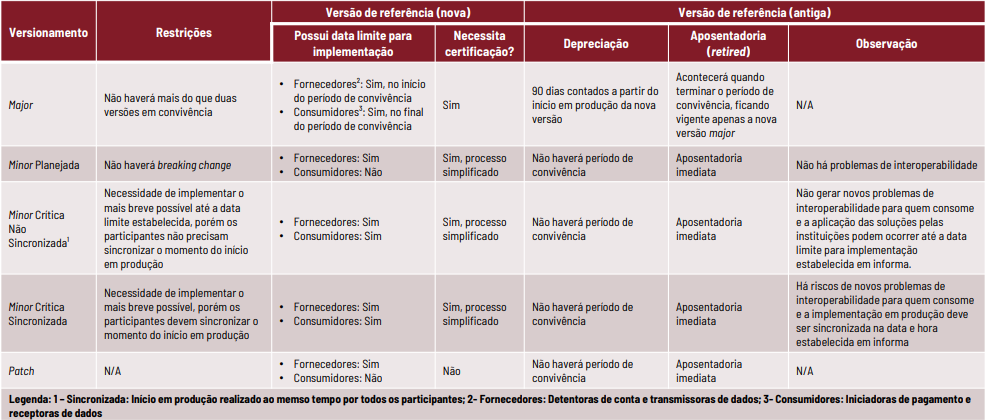 Versionamento
Restrições
Versão de referência (nova)
Versão de referência (antiga)
Possui data limite para
implementação
Necessita
certificação?
Depreciação
Aposentadoria
(retired)
Observação
Major
Não haverá mais do que duas
versões em convivência
• Fornecedores²: Sim, no início
do período de convivência
• Consumidores³: Sim, no final
do período de convivência
Sim
90 dias contados a partir do
início em produção da nova
versão
Acontecerá quando
terminar o período de
convivência, ficando
vigente apenas a nova
versão major
N/A
Minor Planejada
Não haverá breaking change
• Fornecedores: Sim
• Consumidores: Não
Sim, processo
simplificado
Não haverá período de
convivência
Aposentadoria
imediata
Não há problemas de interoperabilidade
Minor Crítica
Não
Sincronizada¹
Necessidade de implementar o
mais breve possível até a data
limite estabelecida, porém os
participantes não precisam
sincronizar o momento do início
em produção
• Fornecedores: Sim
• Consumidores: Sim
Sim, processo
simplificado
Não haverá período de
convivência
Aposentadoria
imediata
Não gerar novos problemas de
interoperabilidade para quem consome
e a aplicação das soluções pelas
instituições podem ocorrer até a data
limite para implementação
estabelecida em informa.
Minor Crítica
Sincronizada
Necessidade de implementar o
mais breve possível, porém os
participantes devem sincronizar o
momento do início em produção
• Fornecedores: Sim
• Consumidores: Sim
Sim, processo
simplificado
Não haverá período de
convivência
Aposentadoria
imediata
Há riscos de novos problemas de
interoperabilidade para quem consome
e a implementação em produção deve
ser sincronizada na data e hora
estabelecida em informa
Patch
N/A
• Fornecedores: Sim
• Consumidores: Não
Não
Não haverá período de
convivência
Aposentadoria
imediata
N/A
Legenda: 1 – Sincronizada: Início em produção realizado ao memso tempo por todos os participantes; 2- Fornecedores: Detentoras de conta e transmissoras de dados; 3- Consumidores: Iniciadoras de pagamento e
receptoras de dados